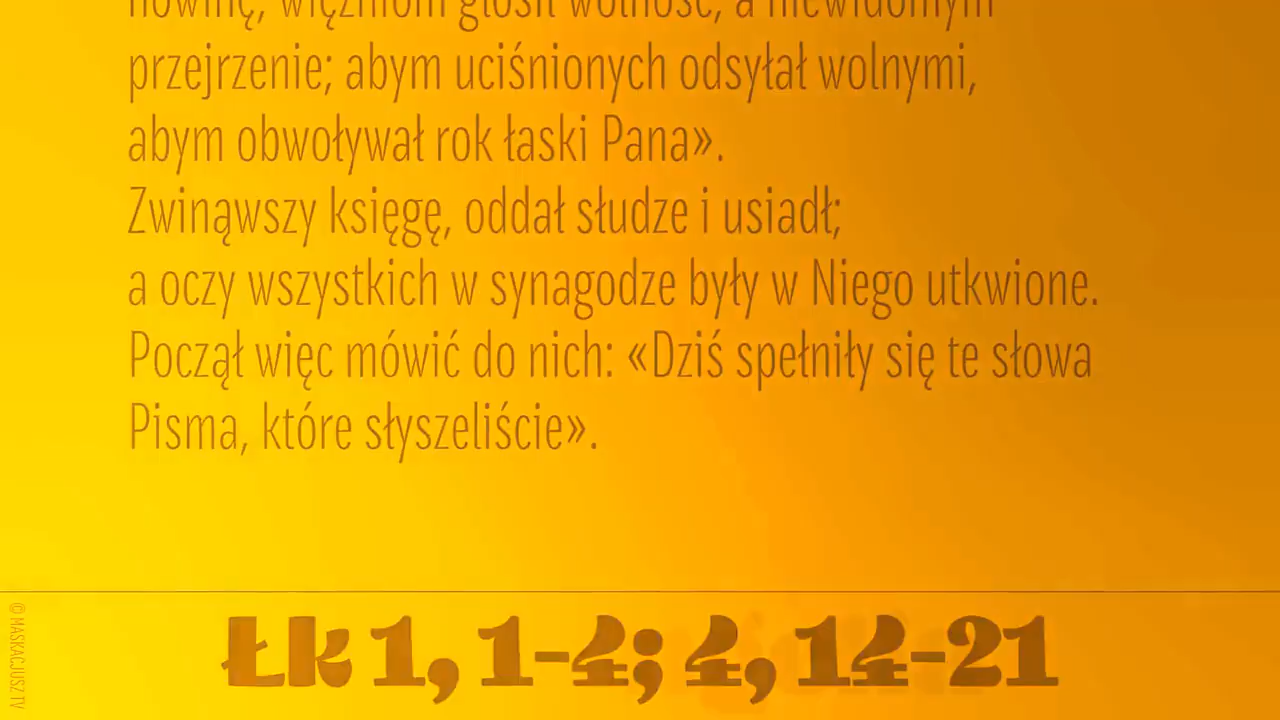 nowinę, więźniom głosił wolność, a niewidomym
przejrzenie; abym uciśnionych odsyłał wolnymi,
abym obwoływał rok łaski Pana».
Zwinąwszy księgę, oddał słudze i usiadł;
a oczy wszystkich w synagodze były w Niego utkwione.
Począł więc mówić do nich: «Dziś spełniły się te słowa
Pisma, które słyszeliście».
Łk 1, 1-4; 4, 14-21
© MASKACJUSZ TV